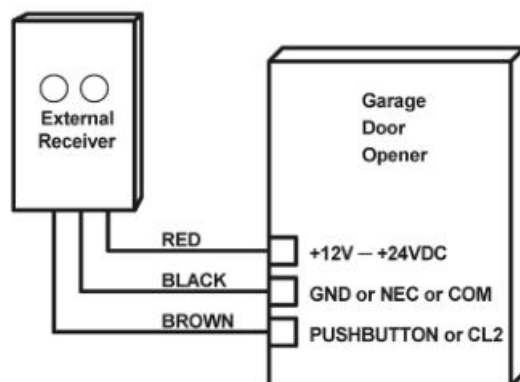 External
Receiver
Garage
Door
Opener
RED
+12V — +24VDC
BLACK
GND or NEC or COM
BROWN
PUSHBUTTON or CL2